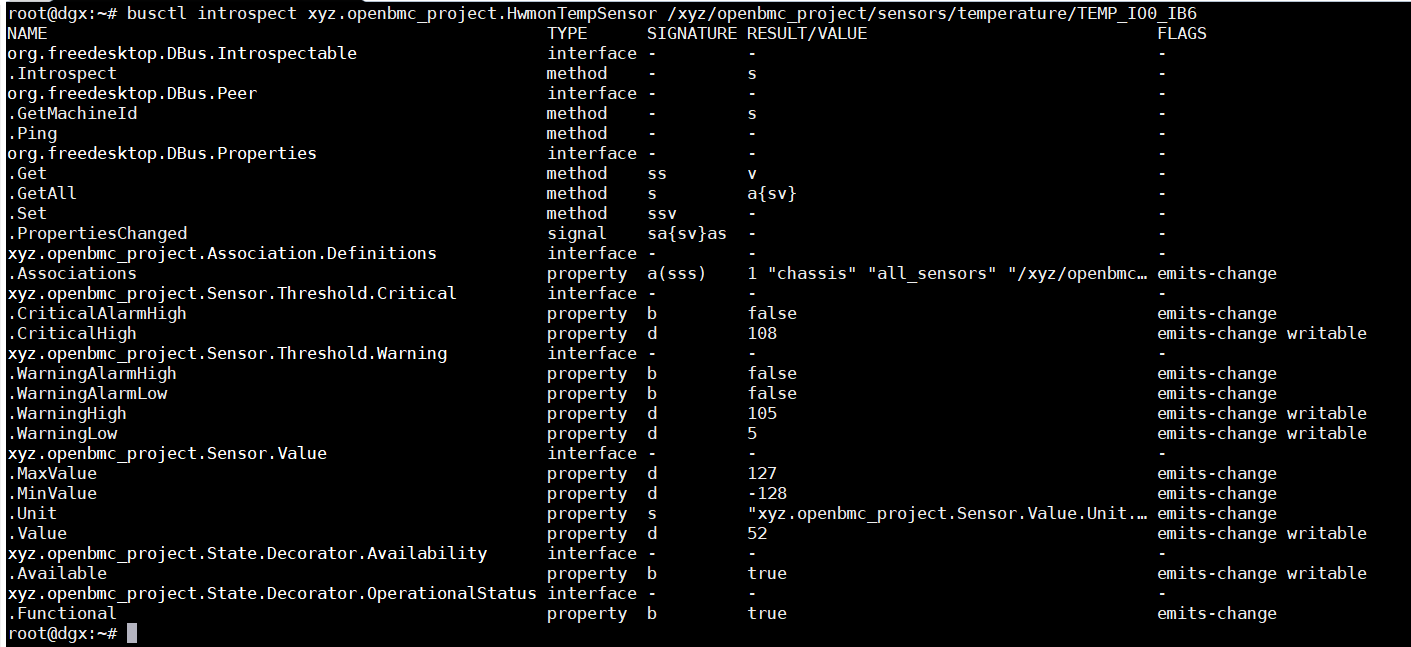 root@dgx:~# busctl introspect xyz.openbmc_project.HwmonTempSensor /xyz/openbmc_project/sensors/temperature/TEMP_IO0_IB6
NAME TYPE SIGNATURE RESULT/VALUE FLAGS
org.freedesktop.DBus.Introspectable interface - - -
.Introspect method - s -
org.freedesktop.DBus.Peer interface - - -
.GetMachineId method - s -
.Ping method - - -
org.freedesktop.DBus.Properties interface - - -
.Get method ss v -
.GetAll method s a{sv} -
.Set method ssv - -
.PropertiesChanged signal sa{sv}as - -
xyz.openbmc_project.Association.Definitions interface - - -
.Associations property a(sss) 1 "chassis" "all_sensors" "/xyz/openbmc… emits-change
xyz.openbmc_project.Sensor.Threshold.Critical interface - - -
.CriticalAlarmHigh property b false emits-change
.CriticalHigh property d 108 emits-change writable
xyz.openbmc_project.Sensor.Threshold.Warning interface - - -
.WarningAlarmHigh property b false emits-change
.WarningAlarmLow property b false emits-change
.WarningHigh property d 105 emits-change writable
.WarningLow property d 5 emits-change writable
xyz.openbmc_project.Sensor.Value interface - - -
.MaxValue property d 127 emits-change
.MinValue property d -128 emits-change
.Unit property s "xyz.openbmc_project.Sensor.Value.Unit.… emits-change
.Value property d 52 emits-change writable
xyz.openbmc_project.State.Decorator.Availability interface - - -
.Available property b true emits-change writable
xyz.openbmc_project.State.Decorator.OperationalStatus interface - - -
.Functional property b true emits-change
root@dgx:~#